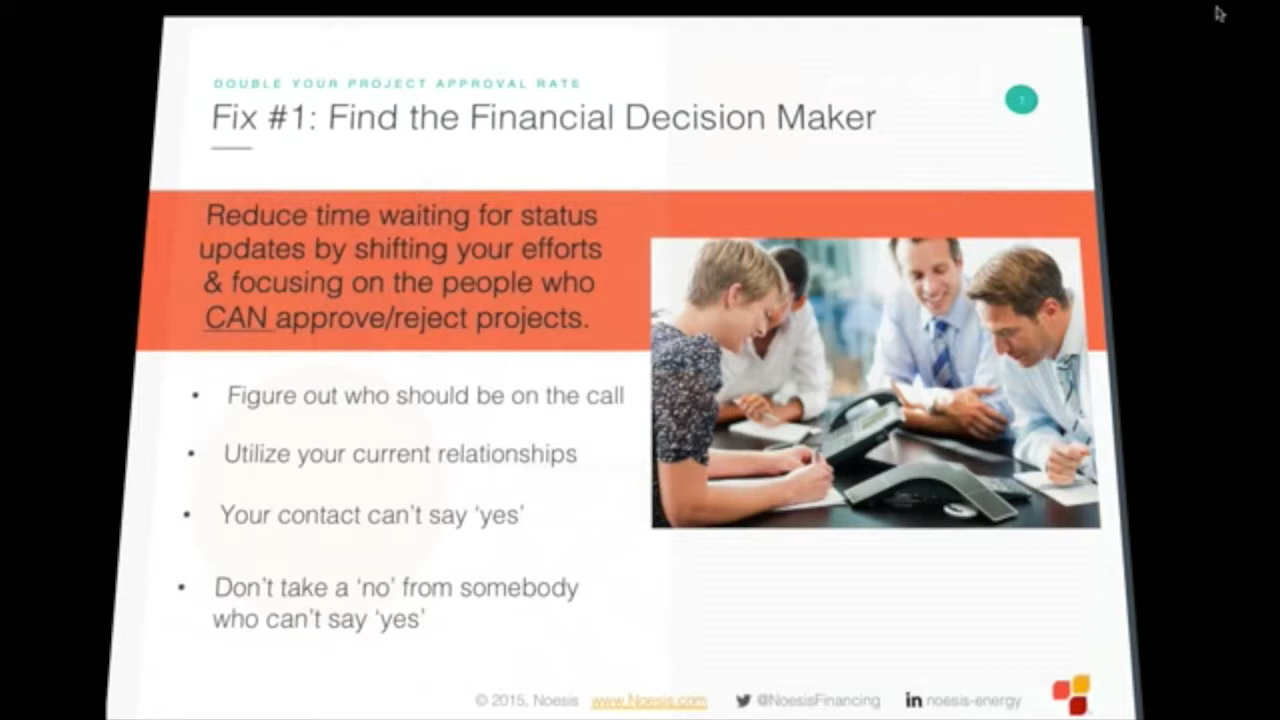 DOUBLE YOUR PROJECT APPROVAL RATE
Fix #1: Find the Financial Decision Maker
7
Reduce time waiting for status
updates by shifting your efforts
& focusing on the people who
CAN approve/reject projects.
• Figure out who should be on the call
• Utilize your current relationships
• Your contact can't say 'yes'
• Don't take a 'no' from somebody
who can't say 'yes'
© 2015, Noesis www.Noesis.com @NoesisFinancing in noesis-energy